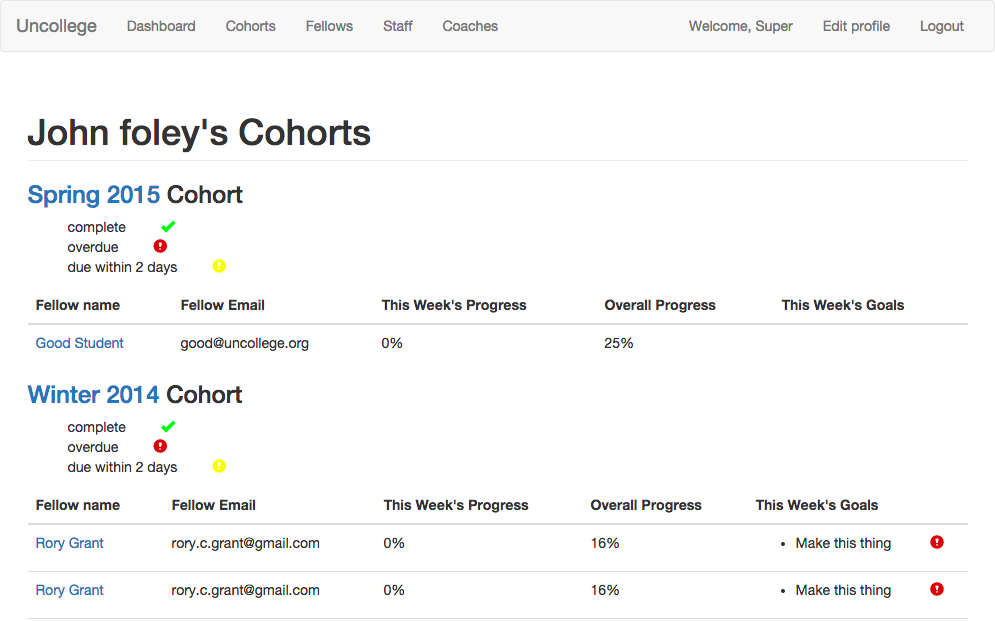 Uncollege Dashboard Cohorts Fellows Staff Coaches Welcome, Super Edit profile Logout
John foley's Cohorts
Spring 2015 Cohort
complete
overdue
due within 2 days
Fellow name Fellow Email This Week's Progress Overall Progress This Week's Goals
Good Student good@uncollege.org 0% 25%
Winter 2014 Cohort
complete
overdue
due within 2 days
Fellow name Fellow Email This Week's Progress Overall Progress This Week's Goals
Rory Grant rory.c.grant@gmail.com 0% 16% • Make this thing
Rory Grant rory.c.grant@gmail.com 0% 16% • Make this thing